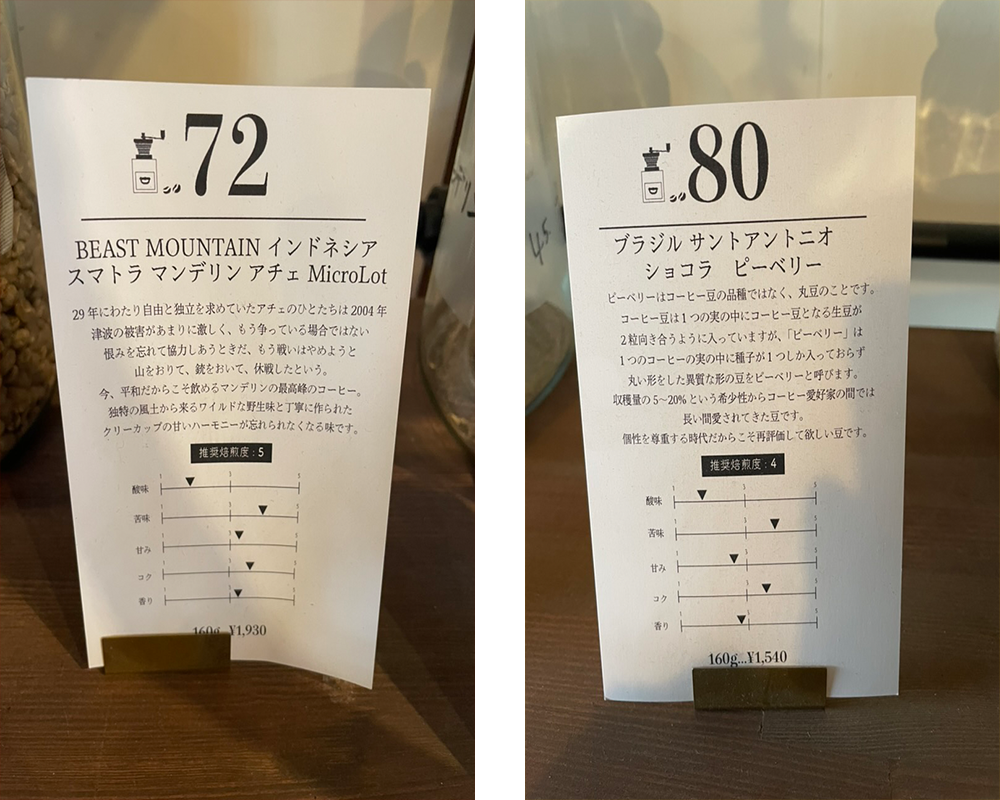 72
BEAST MOUNTAIN インドネシア
スマトラ マンデリン アチェ MicroLot
29 年にわたり自由と独立を求めていたアチェのひとたちは 2004 年
津波の被害があまりに激しく、もう争っている場合ではない
恨みを忘れて協力しあうときだ、もう戦いはやめようと
山をおりて、銃をおいて、休戦したという。
今、平和だからこそ飲めるマンデリンの最高峰のコーヒー。
独特の風土から来るワイルドな野生味と丁寧に作られた
クリーカップの甘いハーモニーが忘れられなくなる味です。
推奨焙煎度:5
酸味
苦味
甘み
コク
香り
160g...¥1,930
80
ブラジル サントアントニオ
ショコラ ピーベリー
ピーベリーはコーヒー豆の品種ではなく、丸豆のことです。
コーヒー豆は1つの実の中にコーヒー豆となる生豆が
2粒向き合うように入っていますが、「ピーベリー」は
1つのコーヒーの実の中に種子が1つしか入っておらず
丸い形をした異質な形の豆をピーベリーと呼びます。
収穫量の 5〜20% という希少性からコーヒー愛好家の間では
長い間愛されてきた豆です。
個性を尊重する時代だからこそ再評価して欲しい豆です。
推奨焙煎度:4
酸味
苦味
甘み
コク
香り
160g...¥1,540